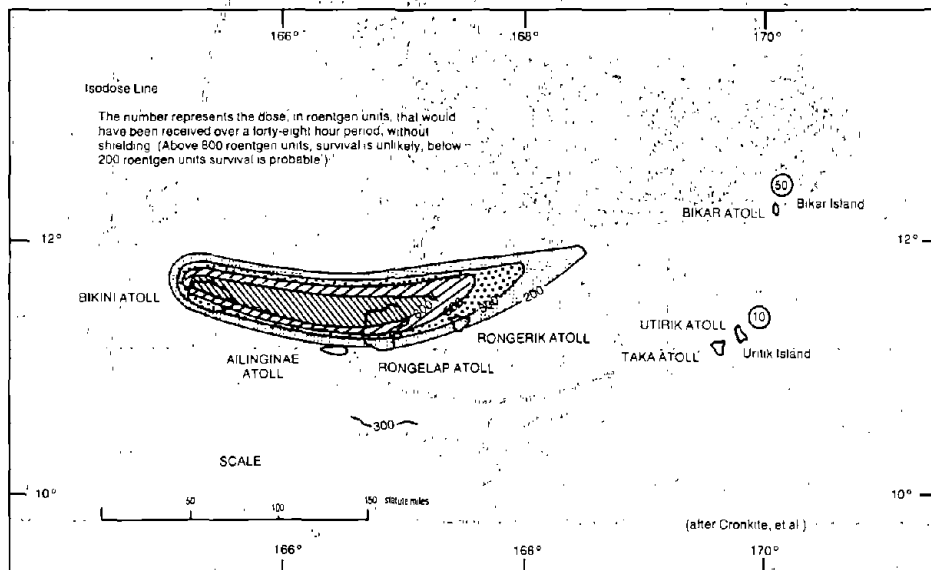 166° 168° 170°
Isodose Line
The number represents the dose, in roentgen units, that would
have been received over a forty-eight hour period, without
shielding (Above 800 roentgen units, survival is unlikely, below
200 roentgen units survival is probable)
50
BIKAR ATOLL Bikar Island
12° 12°
BIKINI ATOLL
200
10
UTIRIK ATOLL
RONGERIK ATOLL
TAKA ATOLL Uritik Island
AILINGINAE
ATOLL
RONGELAP ATOLL
300
SCALE
10° 10°
50 100 150 statute miles
(after Cronkite, et al)
166° 168° 170°